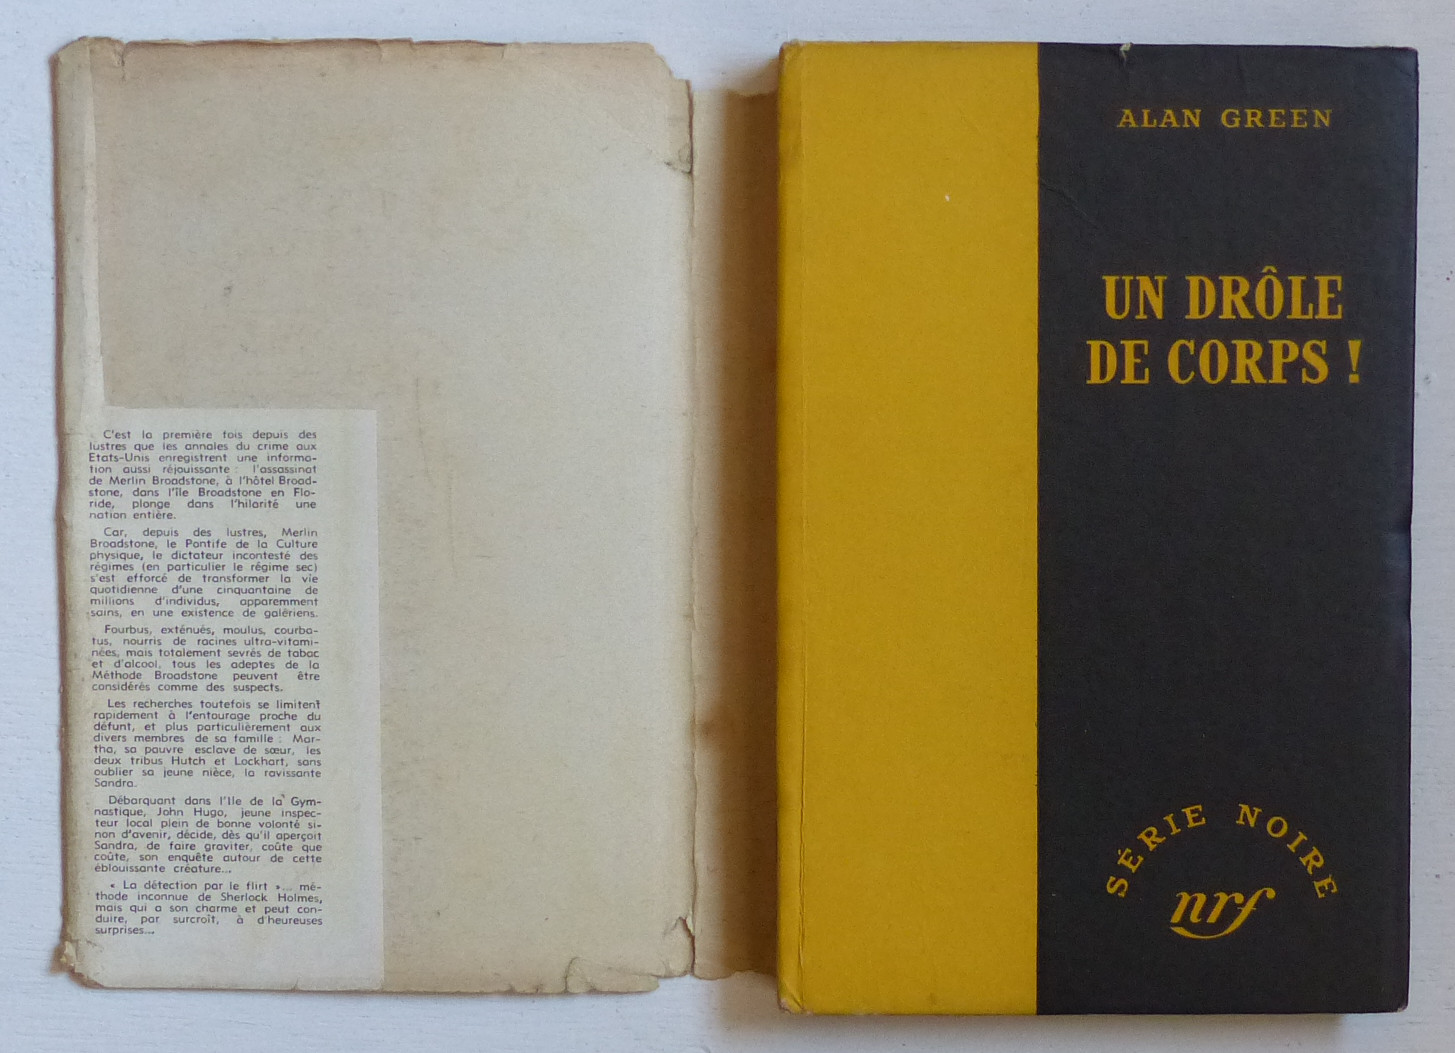 C'est la première fois depuis des
lustres que les annales du crime aux
Etats-Unis enregistrent une informa-
tion aussi réjouissante : l'assassinat
de Merlin Broadstone, à l'hôtel Broad-
stone, dans l'île Broadstone en Flo-
ride, plonge dans l'hilarité une
nation entière.
Car, depuis des lustres, Merlin
Broadstone, le Pontife de la Culture
physique, le dictateur incontesté des
régimes (en particulier le régime sec)
s'est efforcé de transformer la vie
quotidienne d'une cinquantaine de
millions d'individus, apparemment
sains, en une existence de galériens.
Fourbus, exténués, moulus, courba-
tus, nourris de racines ultra-vitami-
nées, mais totalement sevrés de tabac
et d'alcool, tous les adeptes de la
Méthode Broadstone peuvent être
considérés comme des suspects.
Les recherches toutefois se limitent
rapidement à l'entourage proche du
défunt, et plus particulièrement aux
divers membres de sa famille : Mar-
tha, sa pauvre esclave de sœur, les
deux tribus Hutch et Lockhart, sans
oublier sa jeune nièce, la ravissante
Sandra.
Débarquant dans l'Ile de la Gym-
nastique, John Hugo, jeune inspec-
teur local plein de bonne volonté si-
non d'avenir, décide, dès qu'il aperçoit
Sandra, de faire graviter, coûte que
coûte, son enquête autour de cette
éblouissante créature...
« La détection par le flirt »... mé-
thode inconnue de Sherlock Holmes,
mais qui a son charme et peut con-
duire, par surcroît, à d'heureuses
surprises...
ALAN GREEN
UN DRÔLE
DE CORPS !
SÉRIE NOIRE
nrf